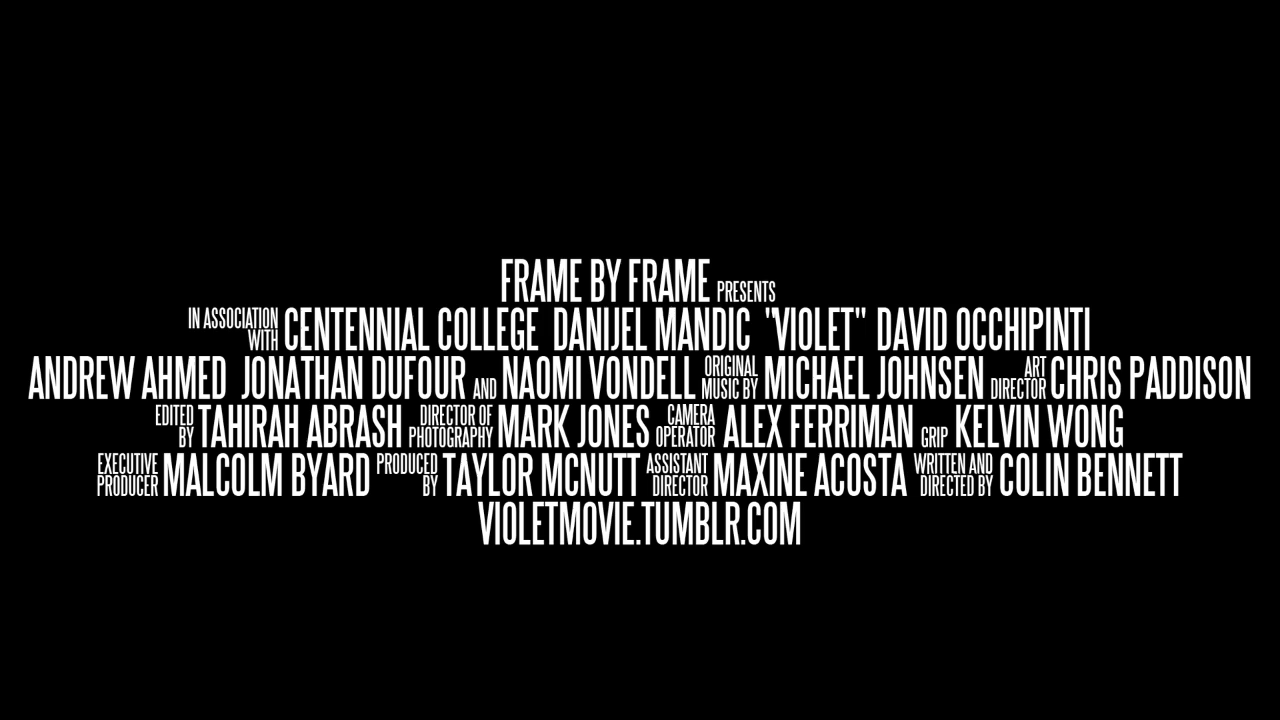 FRAME BY FRAME PRESENTS
IN ASSOCIATION WITH CENTENNIAL COLLEGE DANIJEL MANDIC "VIOLET" DAVID OCCHIPINTI
ANDREW AHMED JONATHAN DUFOUR AND NAOMI VONDELL ORIGINAL MUSIC BY MICHAEL JOHNSEN ART DIRECTOR CHRIS PADDISON
EDITED BY TAHIRAH ABRASH DIRECTOR OF PHOTOGRAPHY MARK JONES CAMERA OPERATOR ALEX FERRIMAN GRIP KELVIN WONG
EXECUTIVE PRODUCER MALCOLM BYARD PRODUCED BY TAYLOR MCNUTT ASSISTANT DIRECTOR MAXINE ACOSTA WRITTEN AND DIRECTED BY COLIN BENNETT
VIOLETMOVIE.TUMBLR.COM